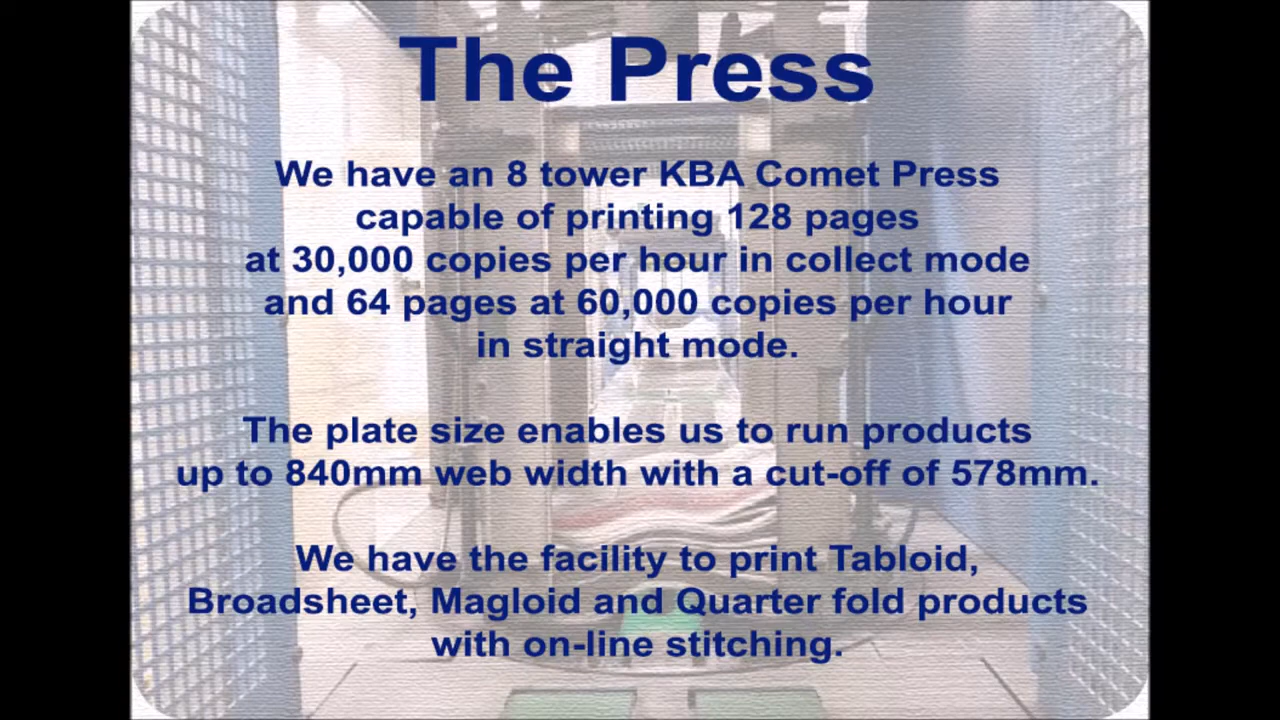 The Press
We have an 8 tower KBA Comet Press
capable of printing 128 pages
at 30,000 copies per hour in collect mode
and 64 pages at 60,000 copies per hour
in straight mode.
The plate size enables us to run products
up to 840mm web width with a cut-off of 578mm.
We have the facility to print Tabloid,
Broadsheet, Magloid and Quarter fold products
with on-line stitching.